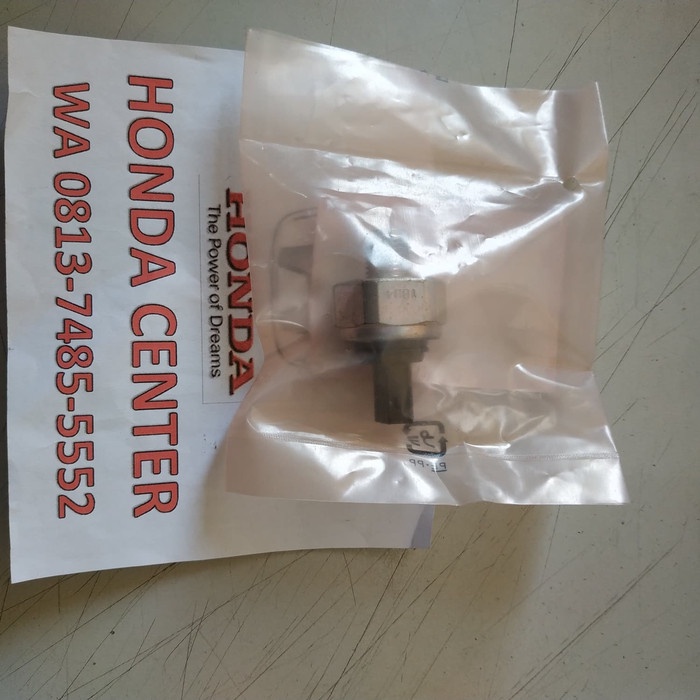 HONDA CENTER
WA 0813-7485-5552
HONDA
The Power of Dreams